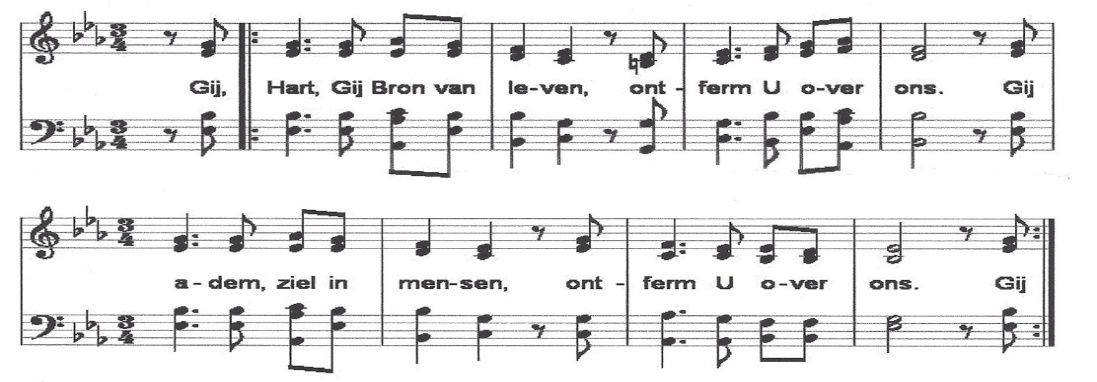 Gij, Hart, Gij Bron van le-ven, ont-ferm U o-ver ons. Gij
a-dem, ziel in men-sen, ont-ferm U o-ver ons. Gij